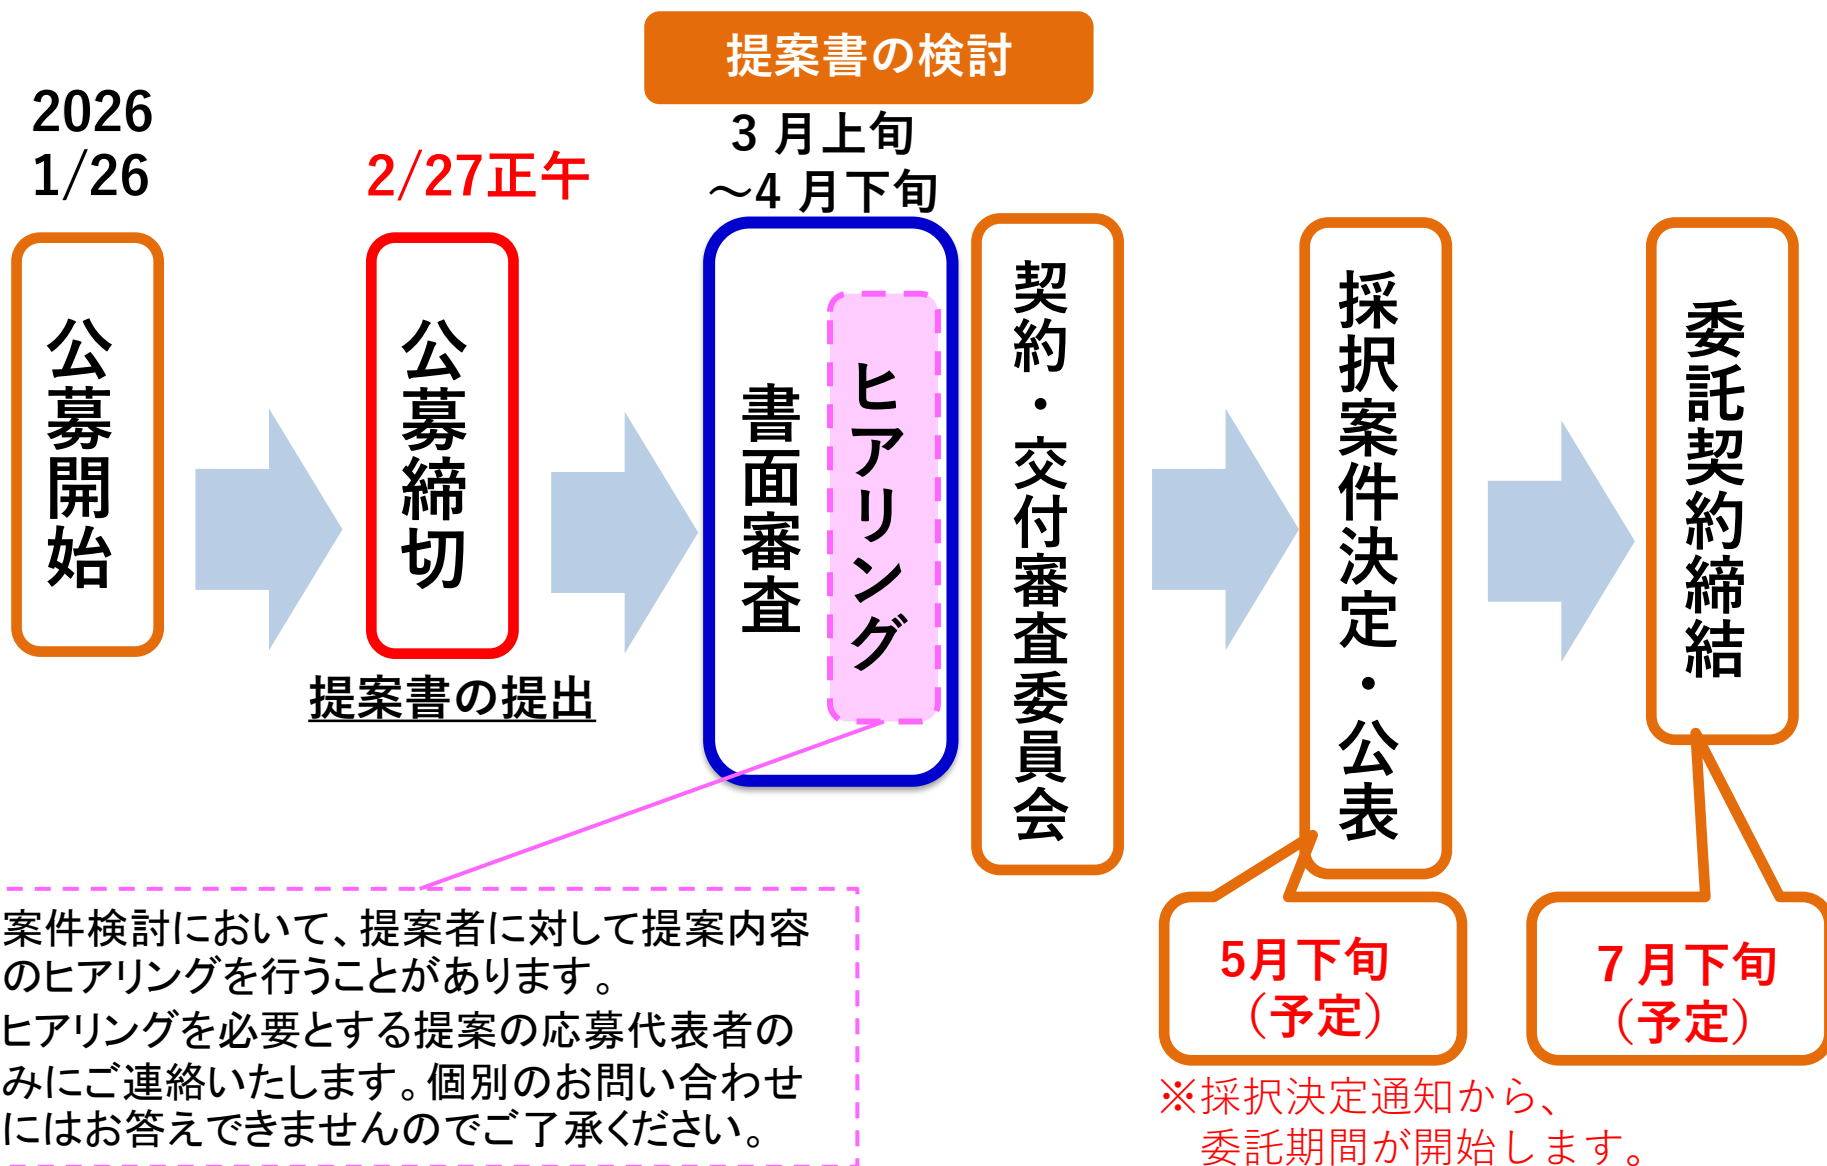 提案書の検討
2026
1/26
2/27正午
3 月上旬
～4 月下旬
公募開始
公募締切
提案書の提出
書面審査
ヒアリング
契約・交付審査委員会
採択案件決定・公表
委託契約締結
案件検討において、提案者に対して提案内容
のヒアリングを行うことがあります。
ヒアリングを必要とする提案の応募代表者の
みにご連絡いたします。個別のお問い合わせ
にはお答えできませんのでご了承ください。
5月下旬
（予定）
7月下旬
（予定）
※採択決定通知から、
委託期間が開始します。